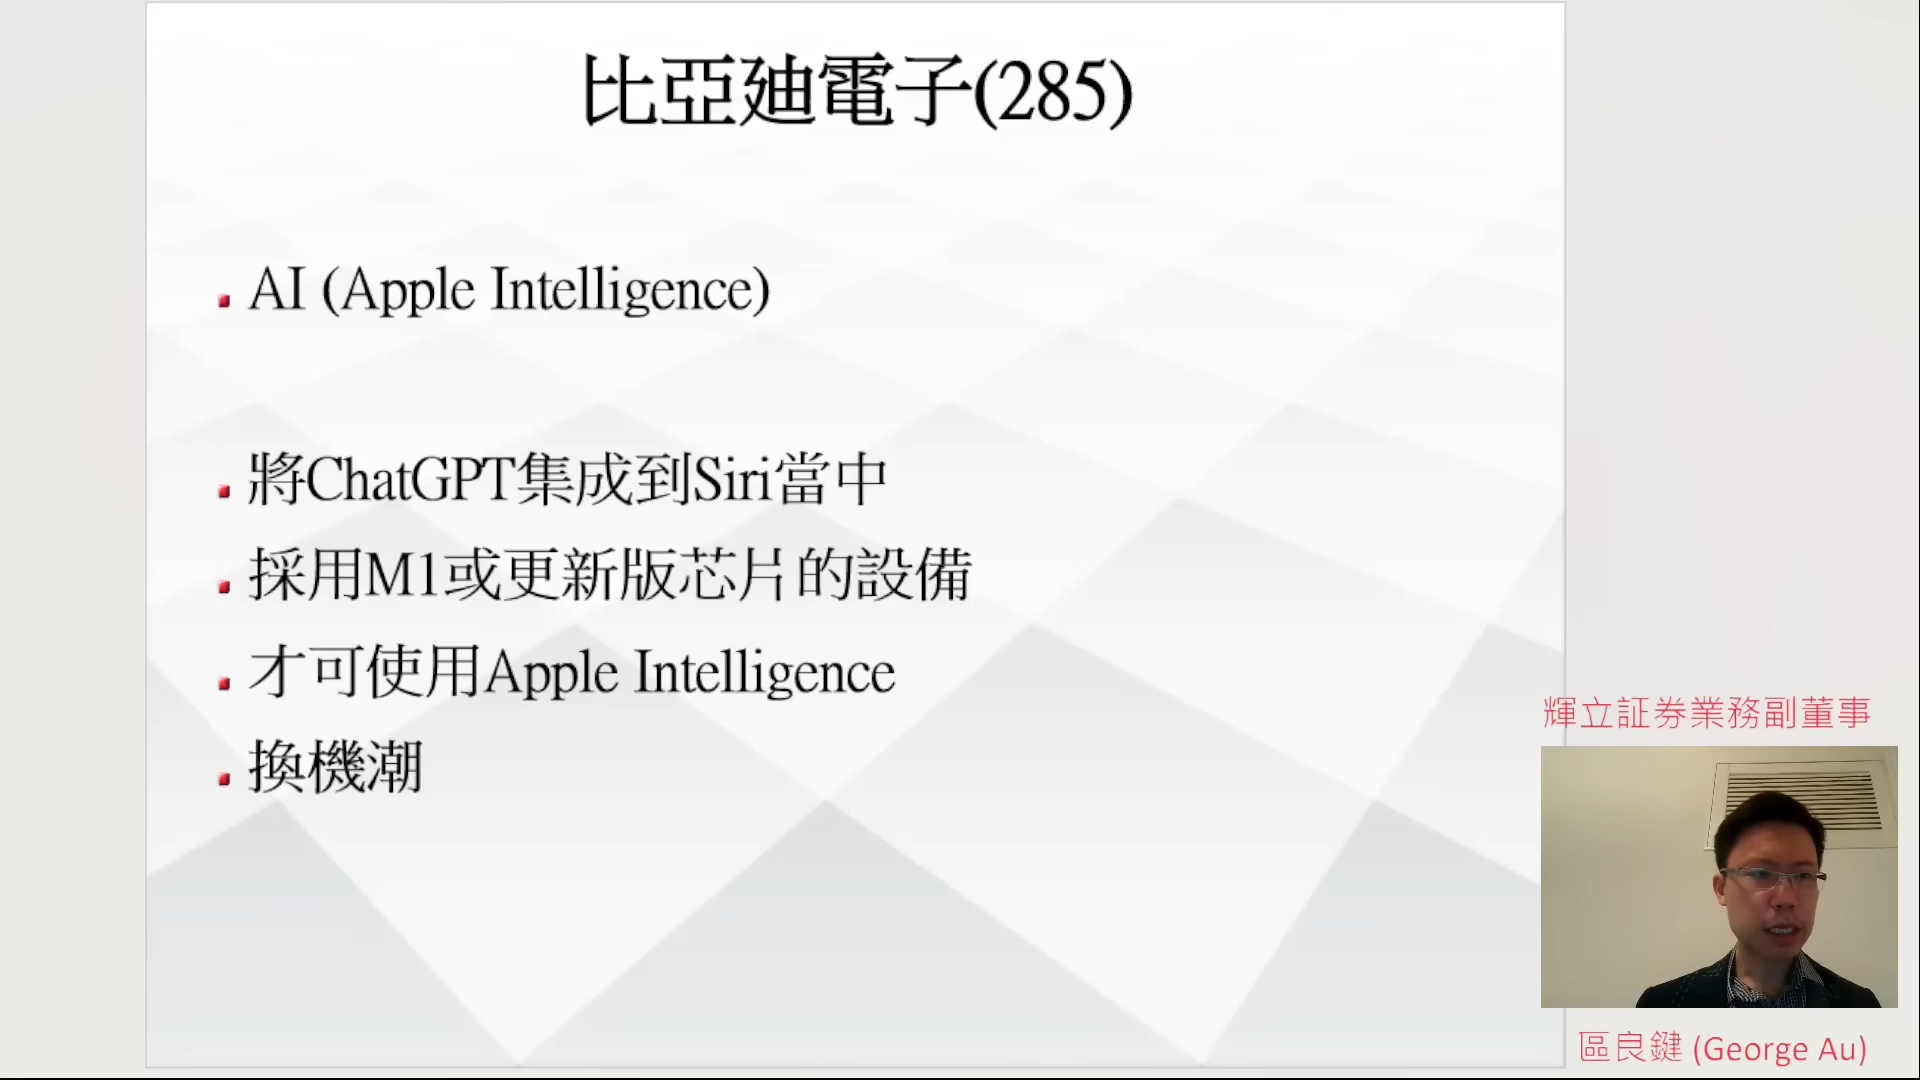 比亞迪電子(285)
AI (Apple Intelligence)
將ChatGPT集成到Siri當中
採用M1或更新版芯片的設備
才可使用Apple Intelligence
換機潮
輝立証券業務副董事
區良鍵 (George Au)